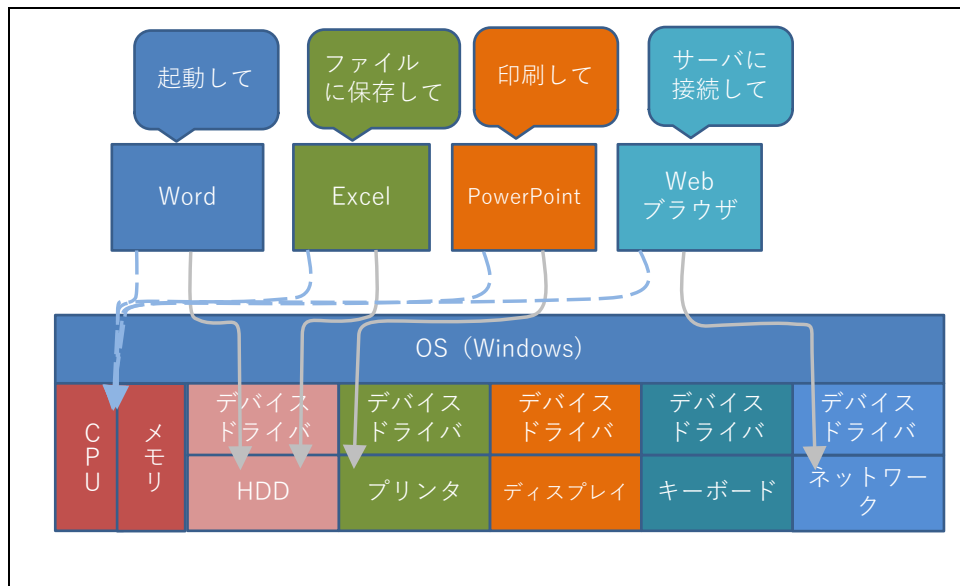 起動して
ファイル
に保存して
印刷して
サーバに
接続して
Word
Excel
PowerPoint
Web
ブラウザ
OS（Windows）
CPU
メモリ
デバイス
ドライバ
デバイス
ドライバ
デバイス
ドライバ
デバイス
ドライバ
デバイス
ドライバ
HDD
プリンタ
ディスプレイ
キーボード
ネットワー
ク